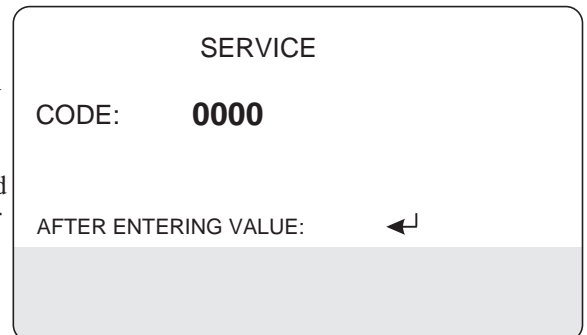 SERVICE
CODE: 0000
AFTER ENTERING VALUE: ↵